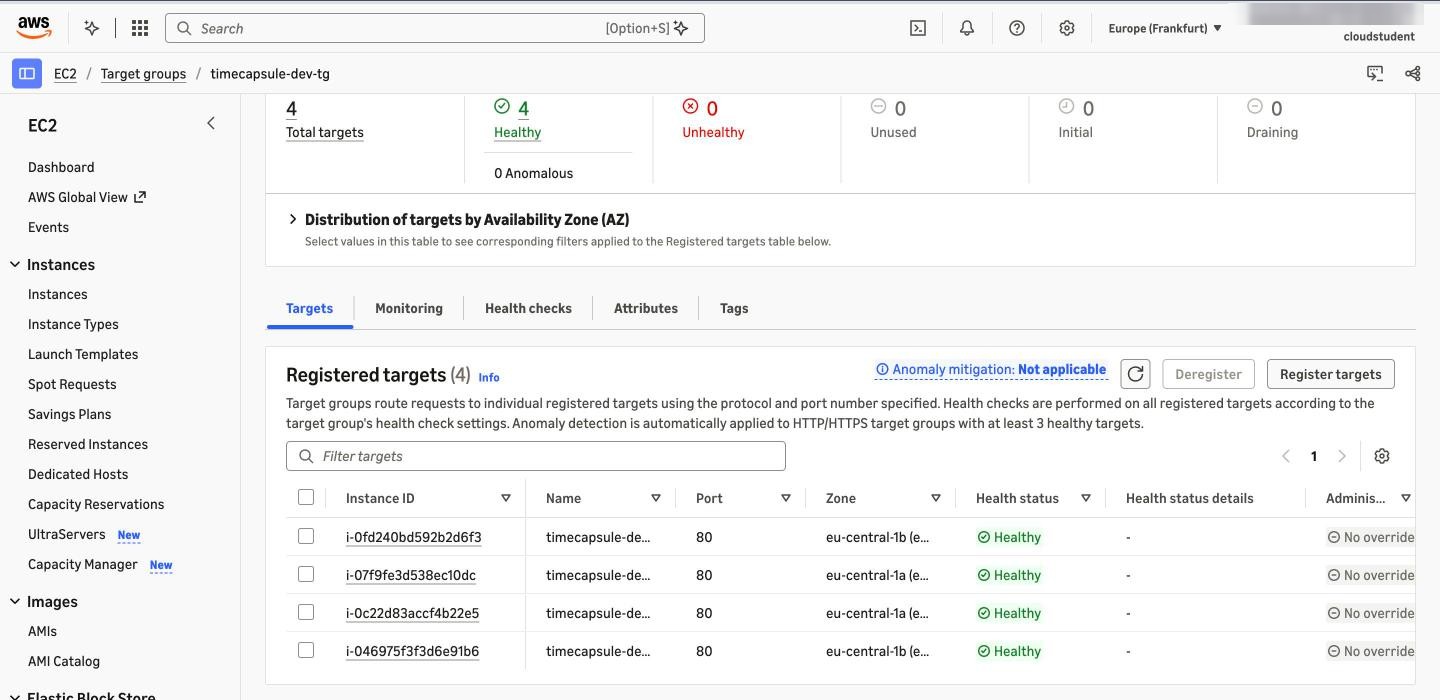 aws
Search [Option+S]
Europe (Frankfurt)
cloudstudent
EC2 / Target groups / timecapsule-dev-tg
EC2
Dashboard
AWS Global View
Events
Instances
Instances
Instance Types
Launch Templates
Spot Requests
Savings Plans
Reserved Instances
Dedicated Hosts
Capacity Reservations
UltraServers New
Capacity Manager New
Images
AMIs
AMI Catalog
Elastic Block Store
4
Total targets
4
Healthy
0 Anomalous
0
Unhealthy
0
Unused
0
Initial
0
Draining
Distribution of targets by Availability Zone (AZ)
Select values in this table to see corresponding filters applied to the Registered targets table below.
Targets Monitoring Health checks Attributes Tags
Registered targets (4) Info
Anomaly mitigation: Not applicable Deregister Register targets
Target groups route requests to individual registered targets using the protocol and port number specified. Health checks are performed on all registered targets according to the
target group's health check settings. Anomaly detection is automatically applied to HTTP/HTTPS target groups with at least 3 healthy targets.
Filter targets 1
Instance ID Name Port Zone Health status Health status details Adminis...
i-0fd240bd592b2d6f3 timecapsule-de... 80 eu-central-1b (e... Healthy - No override
i-07f9fe3d538ec10dc timecapsule-de... 80 eu-central-1a (e... Healthy - No override
i-0c22d83accf4b22e5 timecapsule-de... 80 eu-central-1a (e... Healthy - No override
i-046975f3f3d6e91b6 timecapsule-de... 80 eu-central-1b (e... Healthy - No override